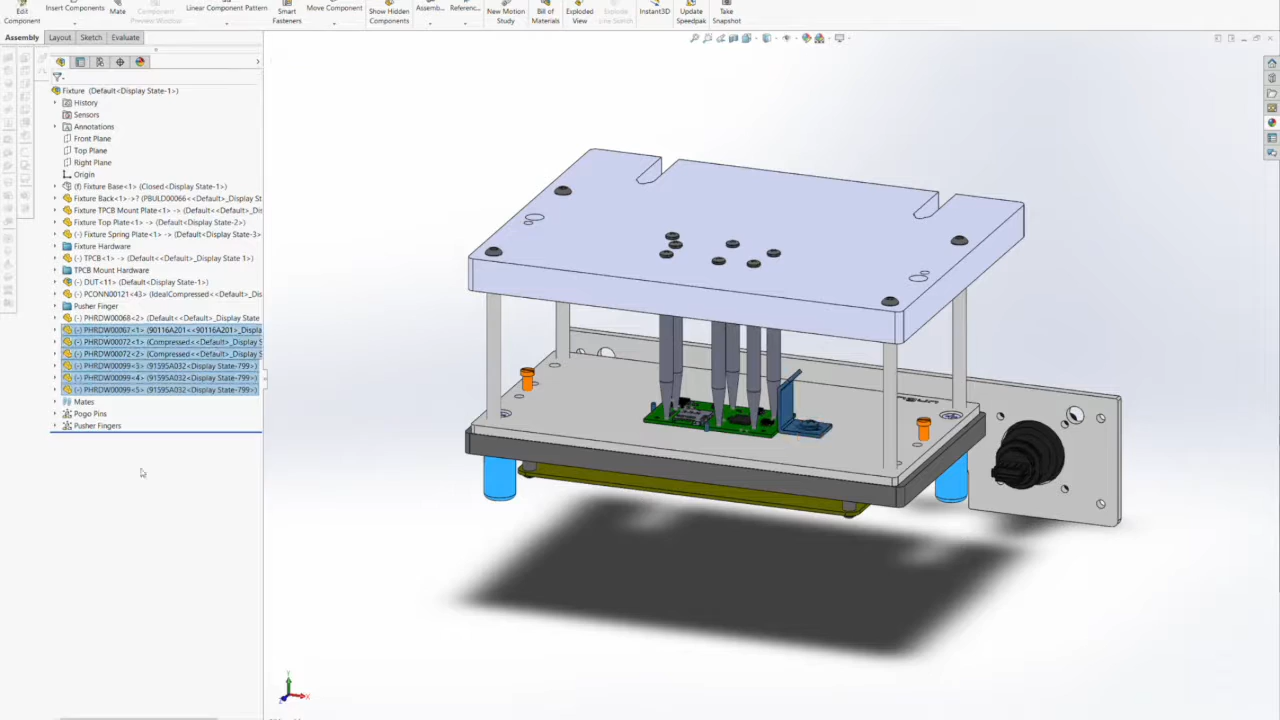 Edit
Component
Insert Components
Mate
Component
Preview Window
Linear Component Pattern
Smart
Fasteners
Move Component
Show Hidden
Components
Assemb...
Referenc...
New Motion
Study
Bill of
Materials
Exploded
View
Explode
Line Sketch
Instant3D
Update
Speedpak
Take
Snapshot
Assembly
Layout
Sketch
Evaluate
Fixture (Default<Display State-1>)
History
Sensors
Annotations
Front Plane
Top Plane
Right Plane
Origin
(f) Fixture Base<1> (Closed<Display State-1>)
Fixture Back<1> ->? (PBULD00066<<Default>_Display St
Fixture TPCB Mount Plate<1> -> (Default<<Default>_Dis
Fixture Top Plate<1> -> (Default<Display State-2>)
(-) Fixture Spring Plate<1> -> (Default<Display State-3>
Fixture Hardware
(-) TPCB<1> -> (Default<<Default>_Display State 1>)
TPCB Mount Hardware
(-) DUT<11> (Default<Display State-1>)
(-) PCONN00121<43> (IdealCompressed<<Default>_Dis
Pusher Finger
(-) PHRDW00068<2> (Default<<Default>_Display State
(-) PHRDW00067<1> (90116A201<<90116A201>_Displa
(-) PHRDW00072<1> (Compressed<<Default>_Display S
(-) PHRDW00072<2> (Compressed<<Default>_Display S
(-) PHRDW00099<3> (91595A032<Display State-799>)
(-) PHRDW00099<4> (91595A032<Display State-799>)
(-) PHRDW00099<5> (91595A032<Display State-799>)
Mates
Pogo Pins
Pusher Fingers
Y
X
Z